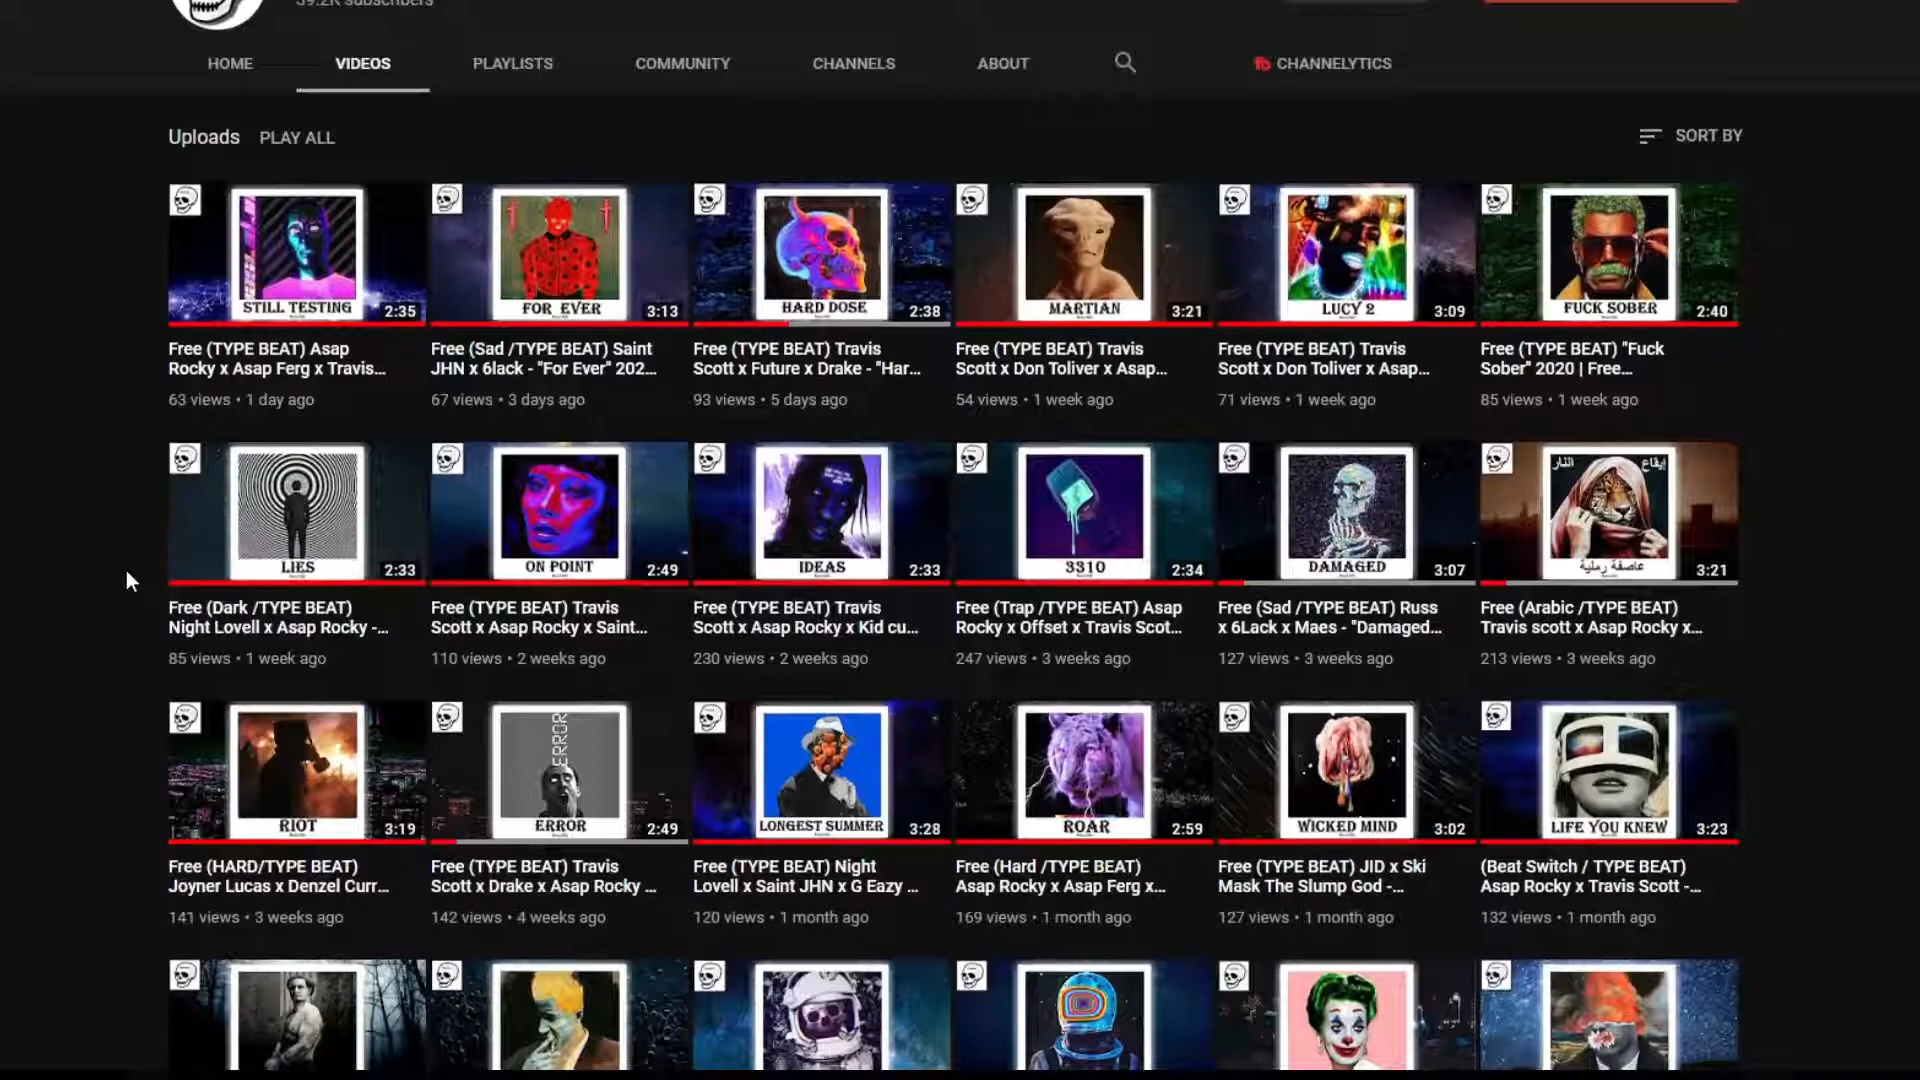 39.2K subscribers
HOME VIDEOS PLAYLISTS COMMUNITY CHANNELS ABOUT CHANNELYTICS
Uploads PLAY ALL SORT BY
STILL TESTING 2:35
FOR EVER 3:13
HARD DOSE 2:38
MARTIAN 3:21
LUCY 2 3:09
FUCK SOBER 2:40
Free (TYPE BEAT) Asap
Rocky x Asap Ferg x Travis...
63 views • 1 day ago
Free (Sad /TYPE BEAT) Saint
JHN x 6lack - "For Ever" 202...
67 views • 3 days ago
Free (TYPE BEAT) Travis
Scott x Future x Drake - "Har...
93 views • 5 days ago
Free (TYPE BEAT) Travis
Scott x Don Toliver x Asap...
54 views • 1 week ago
Free (TYPE BEAT) Travis
Scott x Don Toliver x Asap...
71 views • 1 week ago
Free (TYPE BEAT) "Fuck
Sober" 2020 | Free...
85 views • 1 week ago
LIES 2:33
ON POINT 2:49
IDEAS 2:33
3310 2:34
DAMAGED 3:07
إيقاع النار
عاصفة رملية 3:21
Free (Dark /TYPE BEAT)
Night Lovell x Asap Rocky -...
85 views • 1 week ago
Free (TYPE BEAT) Travis
Scott x Asap Rocky x Saint...
110 views • 2 weeks ago
Free (TYPE BEAT) Travis
Scott x Asap Rocky x Kid cu...
230 views • 2 weeks ago
Free (Trap /TYPE BEAT) Asap
Rocky x Offset x Travis Scot...
247 views • 3 weeks ago
Free (Sad /TYPE BEAT) Russ
x 6Lack x Maes - "Damaged...
127 views • 3 weeks ago
Free (Arabic /TYPE BEAT)
Travis scott x Asap Rocky x...
213 views • 3 weeks ago
RIOT 3:19
ERROR
ERROR 2:49
LONGEST SUMMER 3:28
ROAR 2:59
WICKED MIND 3:02
LIFE YOU KNEW 3:23
Free (HARD/TYPE BEAT)
Joyner Lucas x Denzel Curr...
141 views • 3 weeks ago
Free (TYPE BEAT) Travis
Scott x Drake x Asap Rocky ...
142 views • 4 weeks ago
Free (TYPE BEAT) Night
Lovell x Saint JHN x G Eazy ...
120 views • 1 month ago
Free (Hard /TYPE BEAT)
Asap Rocky x Asap Ferg x...
169 views • 1 month ago
Free (TYPE BEAT) JID x Ski
Mask The Slump God -...
127 views • 1 month ago
(Beat Switch / TYPE BEAT)
Asap Rocky x Travis Scott -...
132 views • 1 month ago